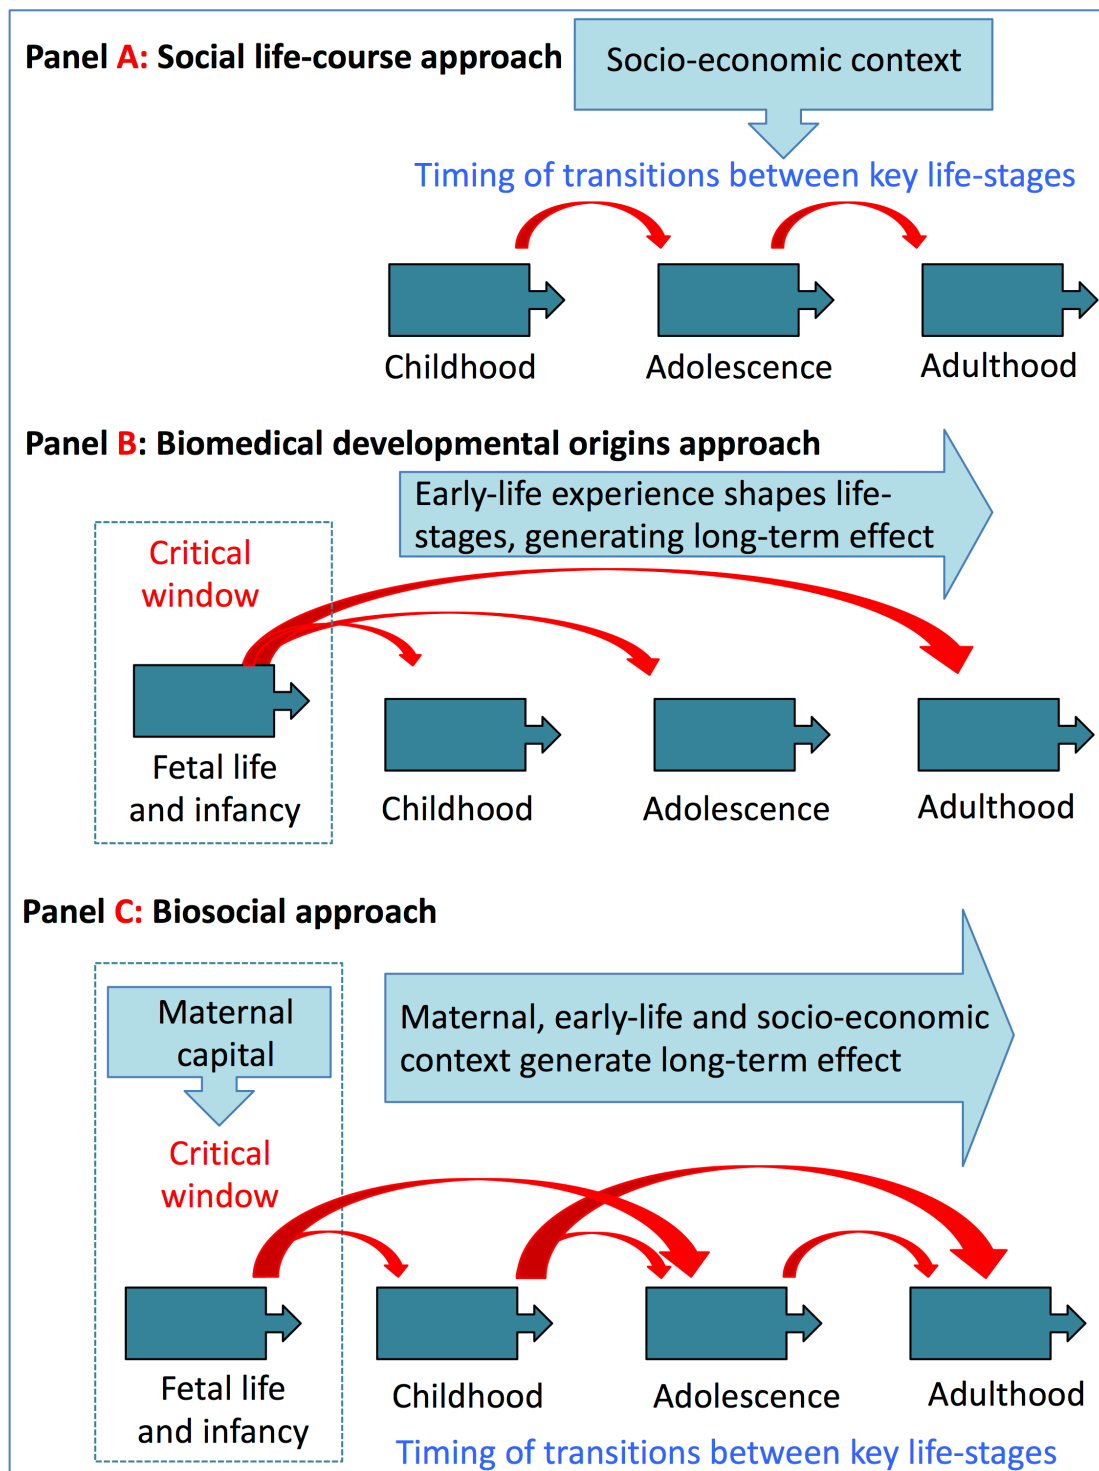 Panel A: Social life-course approach
Socio-economic context
Timing of transitions between key life-stages
Childhood
Adolescence
Adulthood
Panel B: Biomedical developmental origins approach
Early-life experience shapes life-
stages, generating long-term effect
Critical
window
Fetal life
and infancy
Childhood
Adolescence
Adulthood
Panel C: Biosocial approach
Maternal
capital
Maternal, early-life and socio-economic
context generate long-term effect
Critical
window
Fetal life
and infancy
Childhood
Adolescence
Adulthood
Timing of transitions between key life-stages